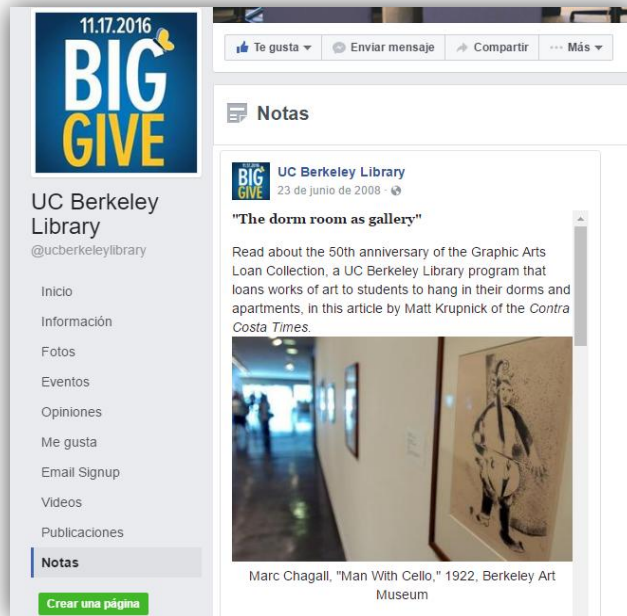 11.17.2016
BIG
GIVE
UC Berkeley
Library
@ucberkeleylibrary
Inicio
Información
Fotos
Eventos
Opiniones
Me gusta
Email Signup
Videos
Publicaciones
Notas
Crear una página
Te gusta
Enviar mensaje
Compartir
··· Más
Notas
BIG
GIVE
UC Berkeley Library
23 de junio de 2008 ·
"The dorm room as gallery"
Read about the 50th anniversary of the Graphic Arts
Loan Collection, a UC Berkeley Library program that
loans works of art to students to hang in their dorms and
apartments, in this article by Matt Krupnick of the Contra
Costa Times.
Marc Chagall, "Man With Cello," 1922, Berkeley Art
Museum